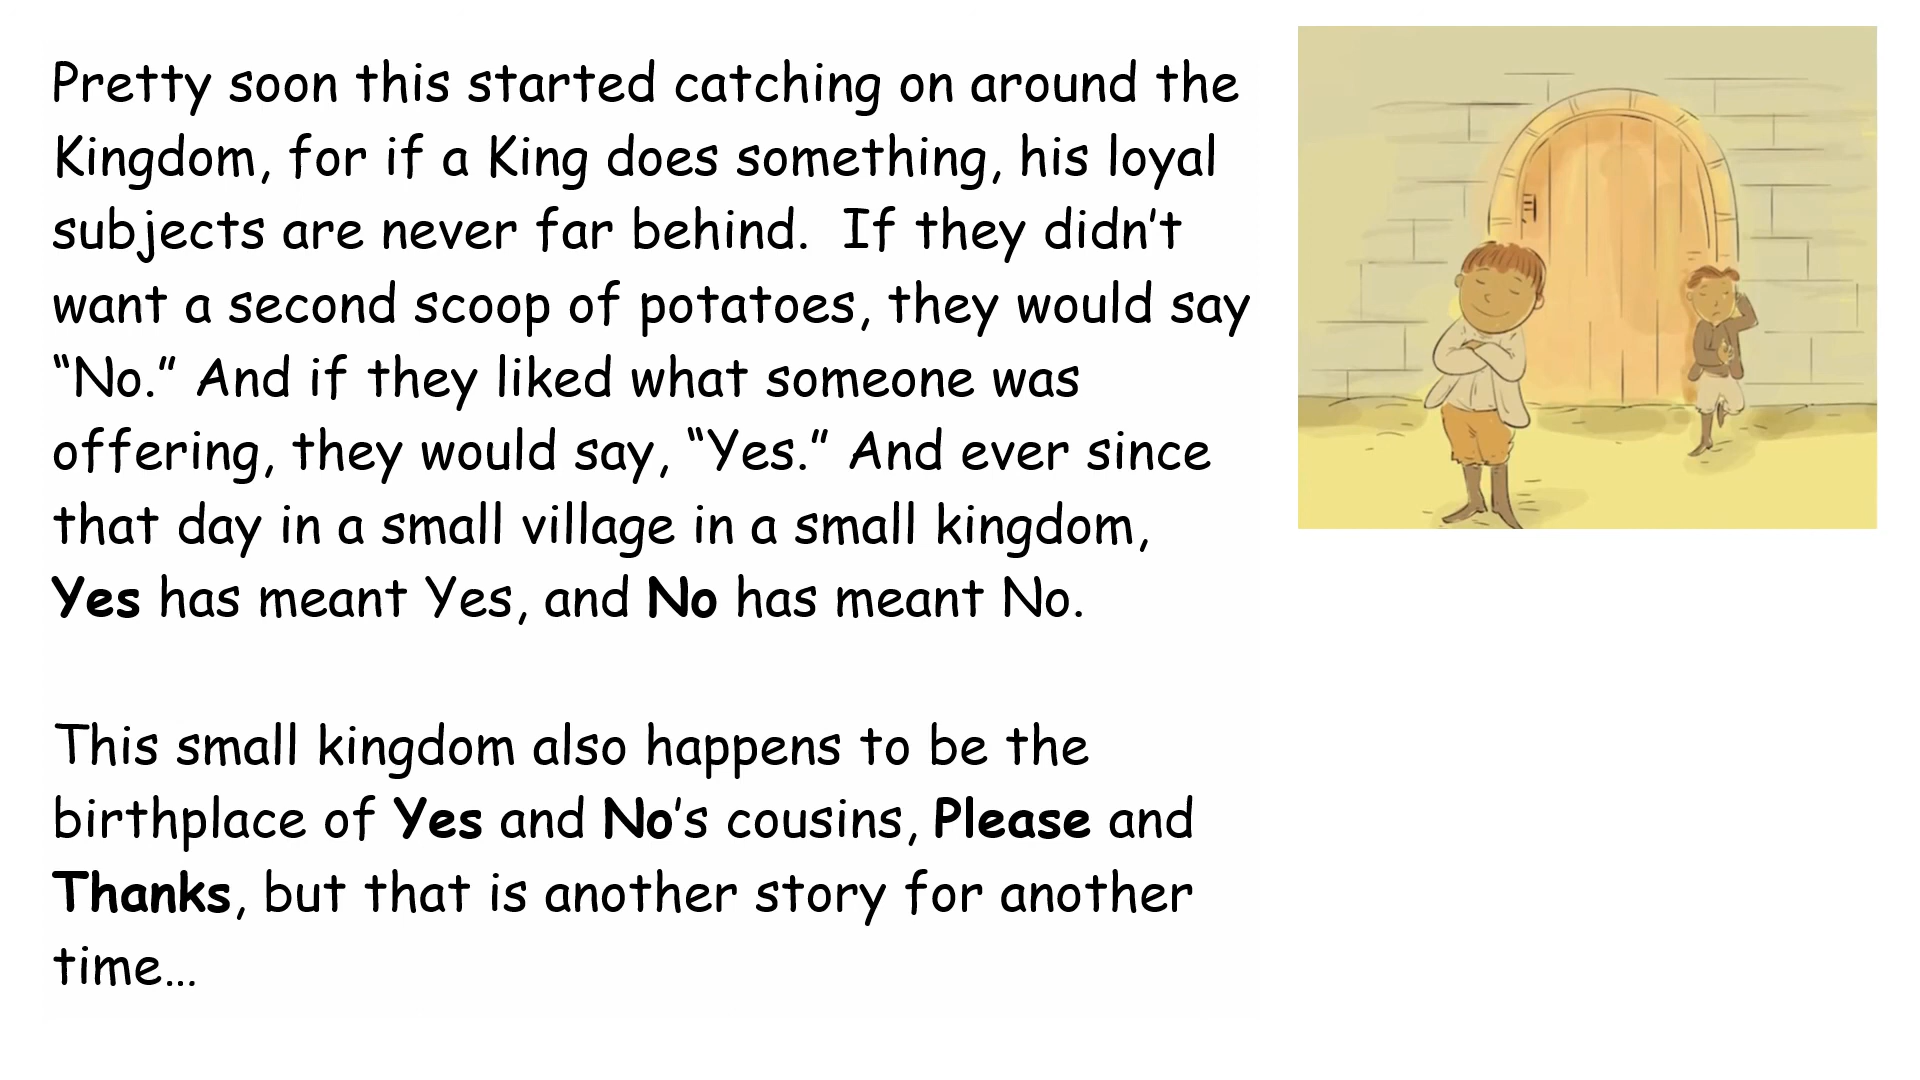 Pretty soon this started catching on around the
Kingdom, for if a King does something, his loyal
subjects are never far behind.  If they didn’t
want a second scoop of potatoes, they would say
“No.” And if they liked what someone was
offering, they would say, “Yes.” And ever since
that day in a small village in a small kingdom,
Yes has meant Yes, and No has meant No.
This small kingdom also happens to be the
birthplace of Yes and No’s cousins, Please and
Thanks, but that is another story for another
time…